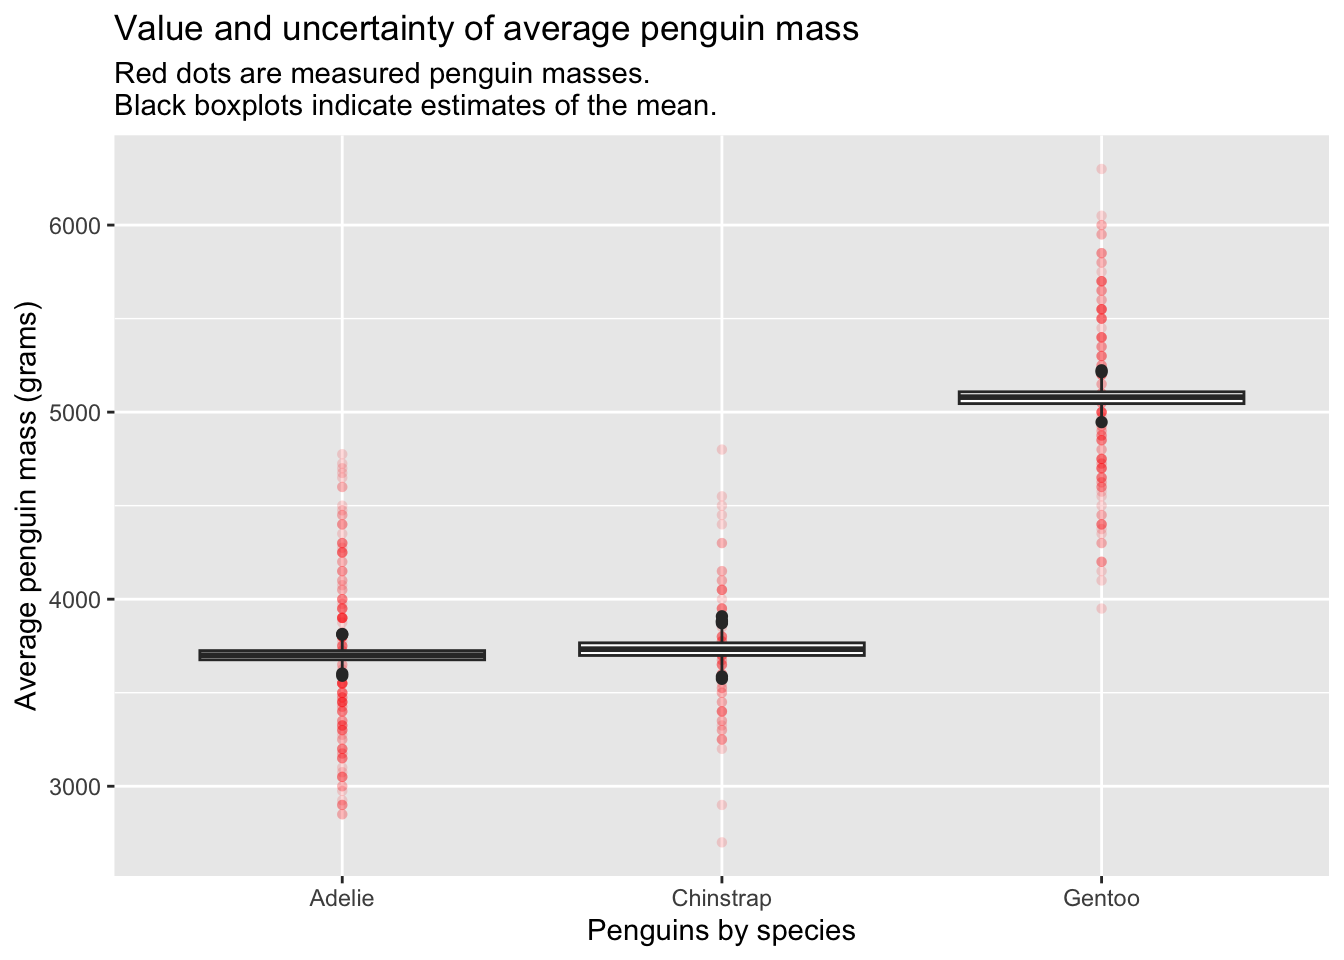 Value and uncertainty of average penguin mass
Red dots are measured penguin masses.
Black boxplots indicate estimates of the mean.
Average penguin mass (grams)
6000
5000
4000
3000
Adelie
Chinstrap
Gentoo
Penguins by species